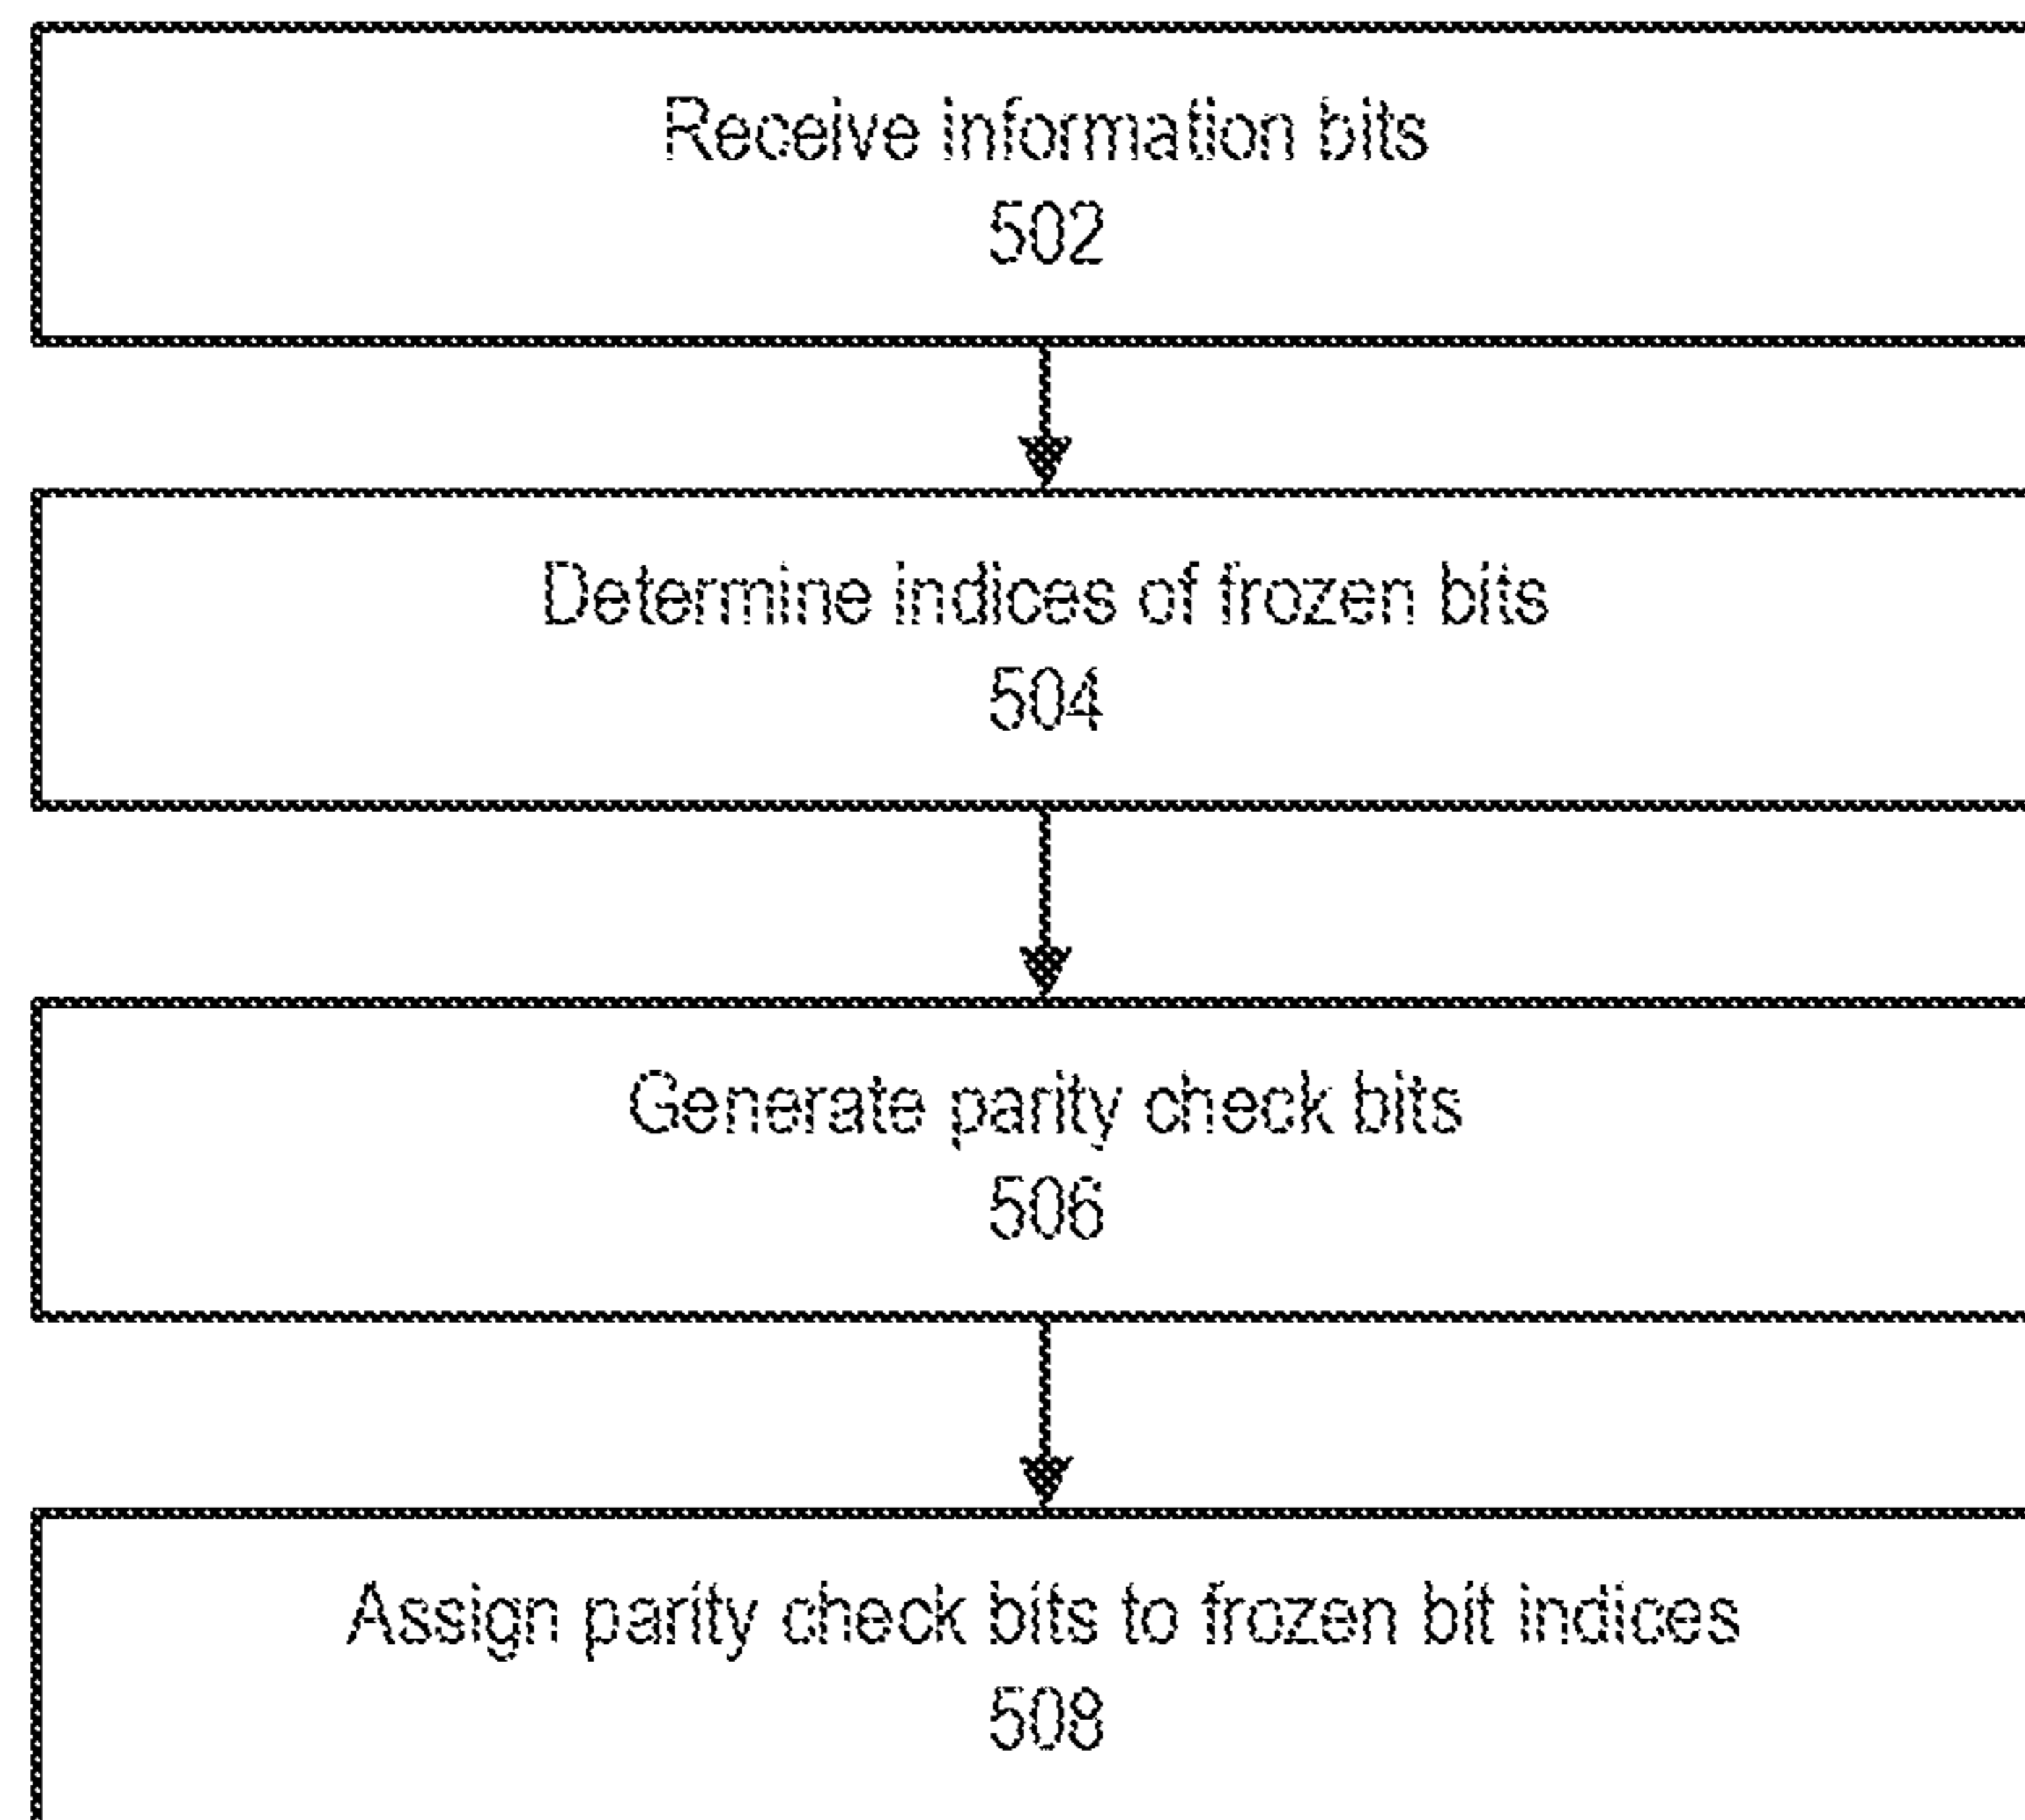 Receive information bits
502
Determine indices of frozen bits
504
Generate parity check bits
506
Assign parity check bits to frozen bit indices
508